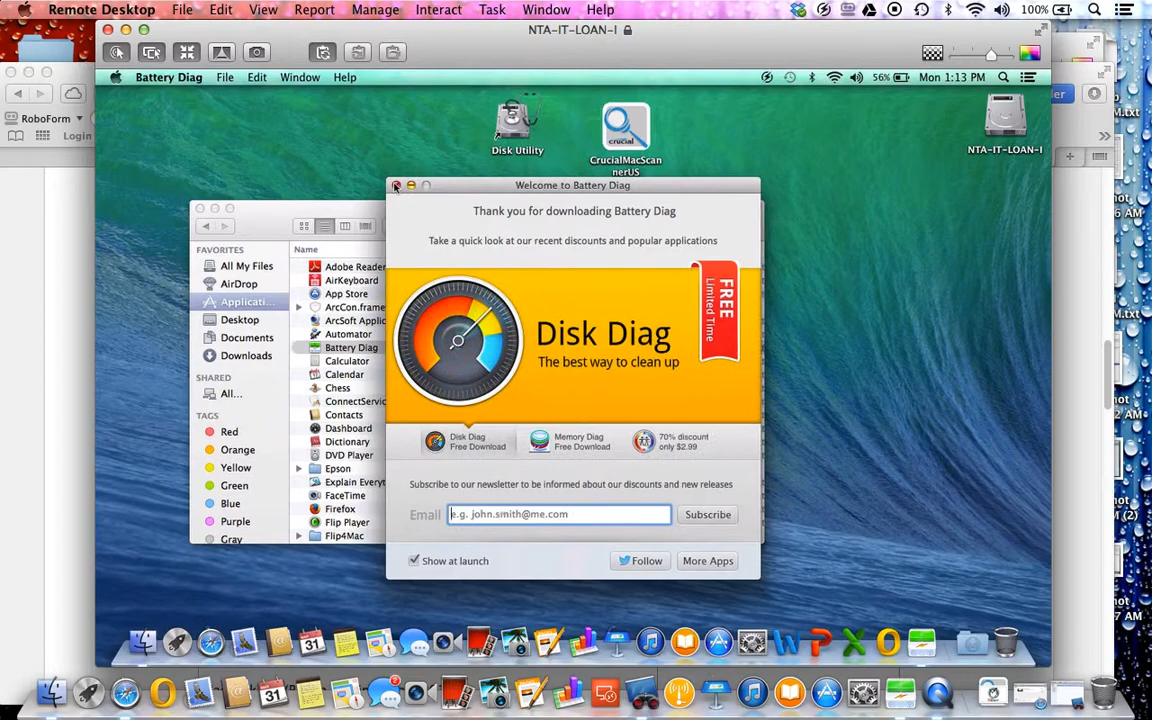 Remote Desktop File Edit View Report Manage Interact Task Window Help 100%
NTA-IT-LOAN-I
RoboForm
Login
Battery Diag File Edit Window Help 56% Mon 1:13 PM
Disk Utility
crucial
CrucialMacScan
nerUS
NTA-IT-LOAN-I
Welcome to Battery Diag
Thank you for downloading Battery Diag
Take a quick look at our recent discounts and popular applications
FREE
Limited Time
Disk Diag
The best way to clean up
Disk Diag
Free Download
Memory Diag
Free Download
70% discount
only $2.99
Subscribe to our newsletter to be informed about our discounts and new releases
Email e.g. john.smith@me.com Subscribe
Show at launch Follow More Apps
FAVORITES
All My Files
AirDrop
Applicati...
Desktop
Documents
Downloads
SHARED
All...
TAGS
Red
Orange
Yellow
Green
Blue
Purple
Gray
Name
Adobe Reader
AirKeyboard
App Store
ArcCon.frame
ArcSoft Applic
Automator
Battery Diag
Calculator
Calendar
Chess
ConnectServic
Contacts
Dashboard
Dictionary
DVD Player
Epson
Explain Everyt
FaceTime
Firefox
Flip Player
Flip4Mac
31
31
3